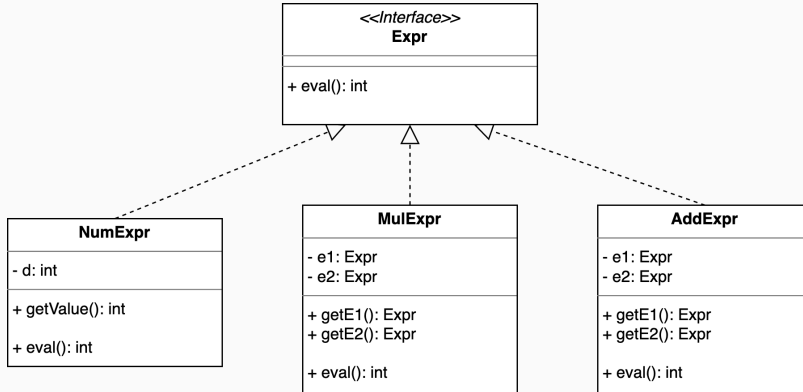 <<Interface>>
Expr
+ eval(): int
NumExpr
- d: int
+ getValue(): int
+ eval(): int
MulExpr
- e1: Expr
- e2: Expr
+ getE1(): Expr
+ getE2(): Expr
+ eval(): int
AddExpr
- e1: Expr
- e2: Expr
+ getE1(): Expr
+ getE2(): Expr
+ eval(): int